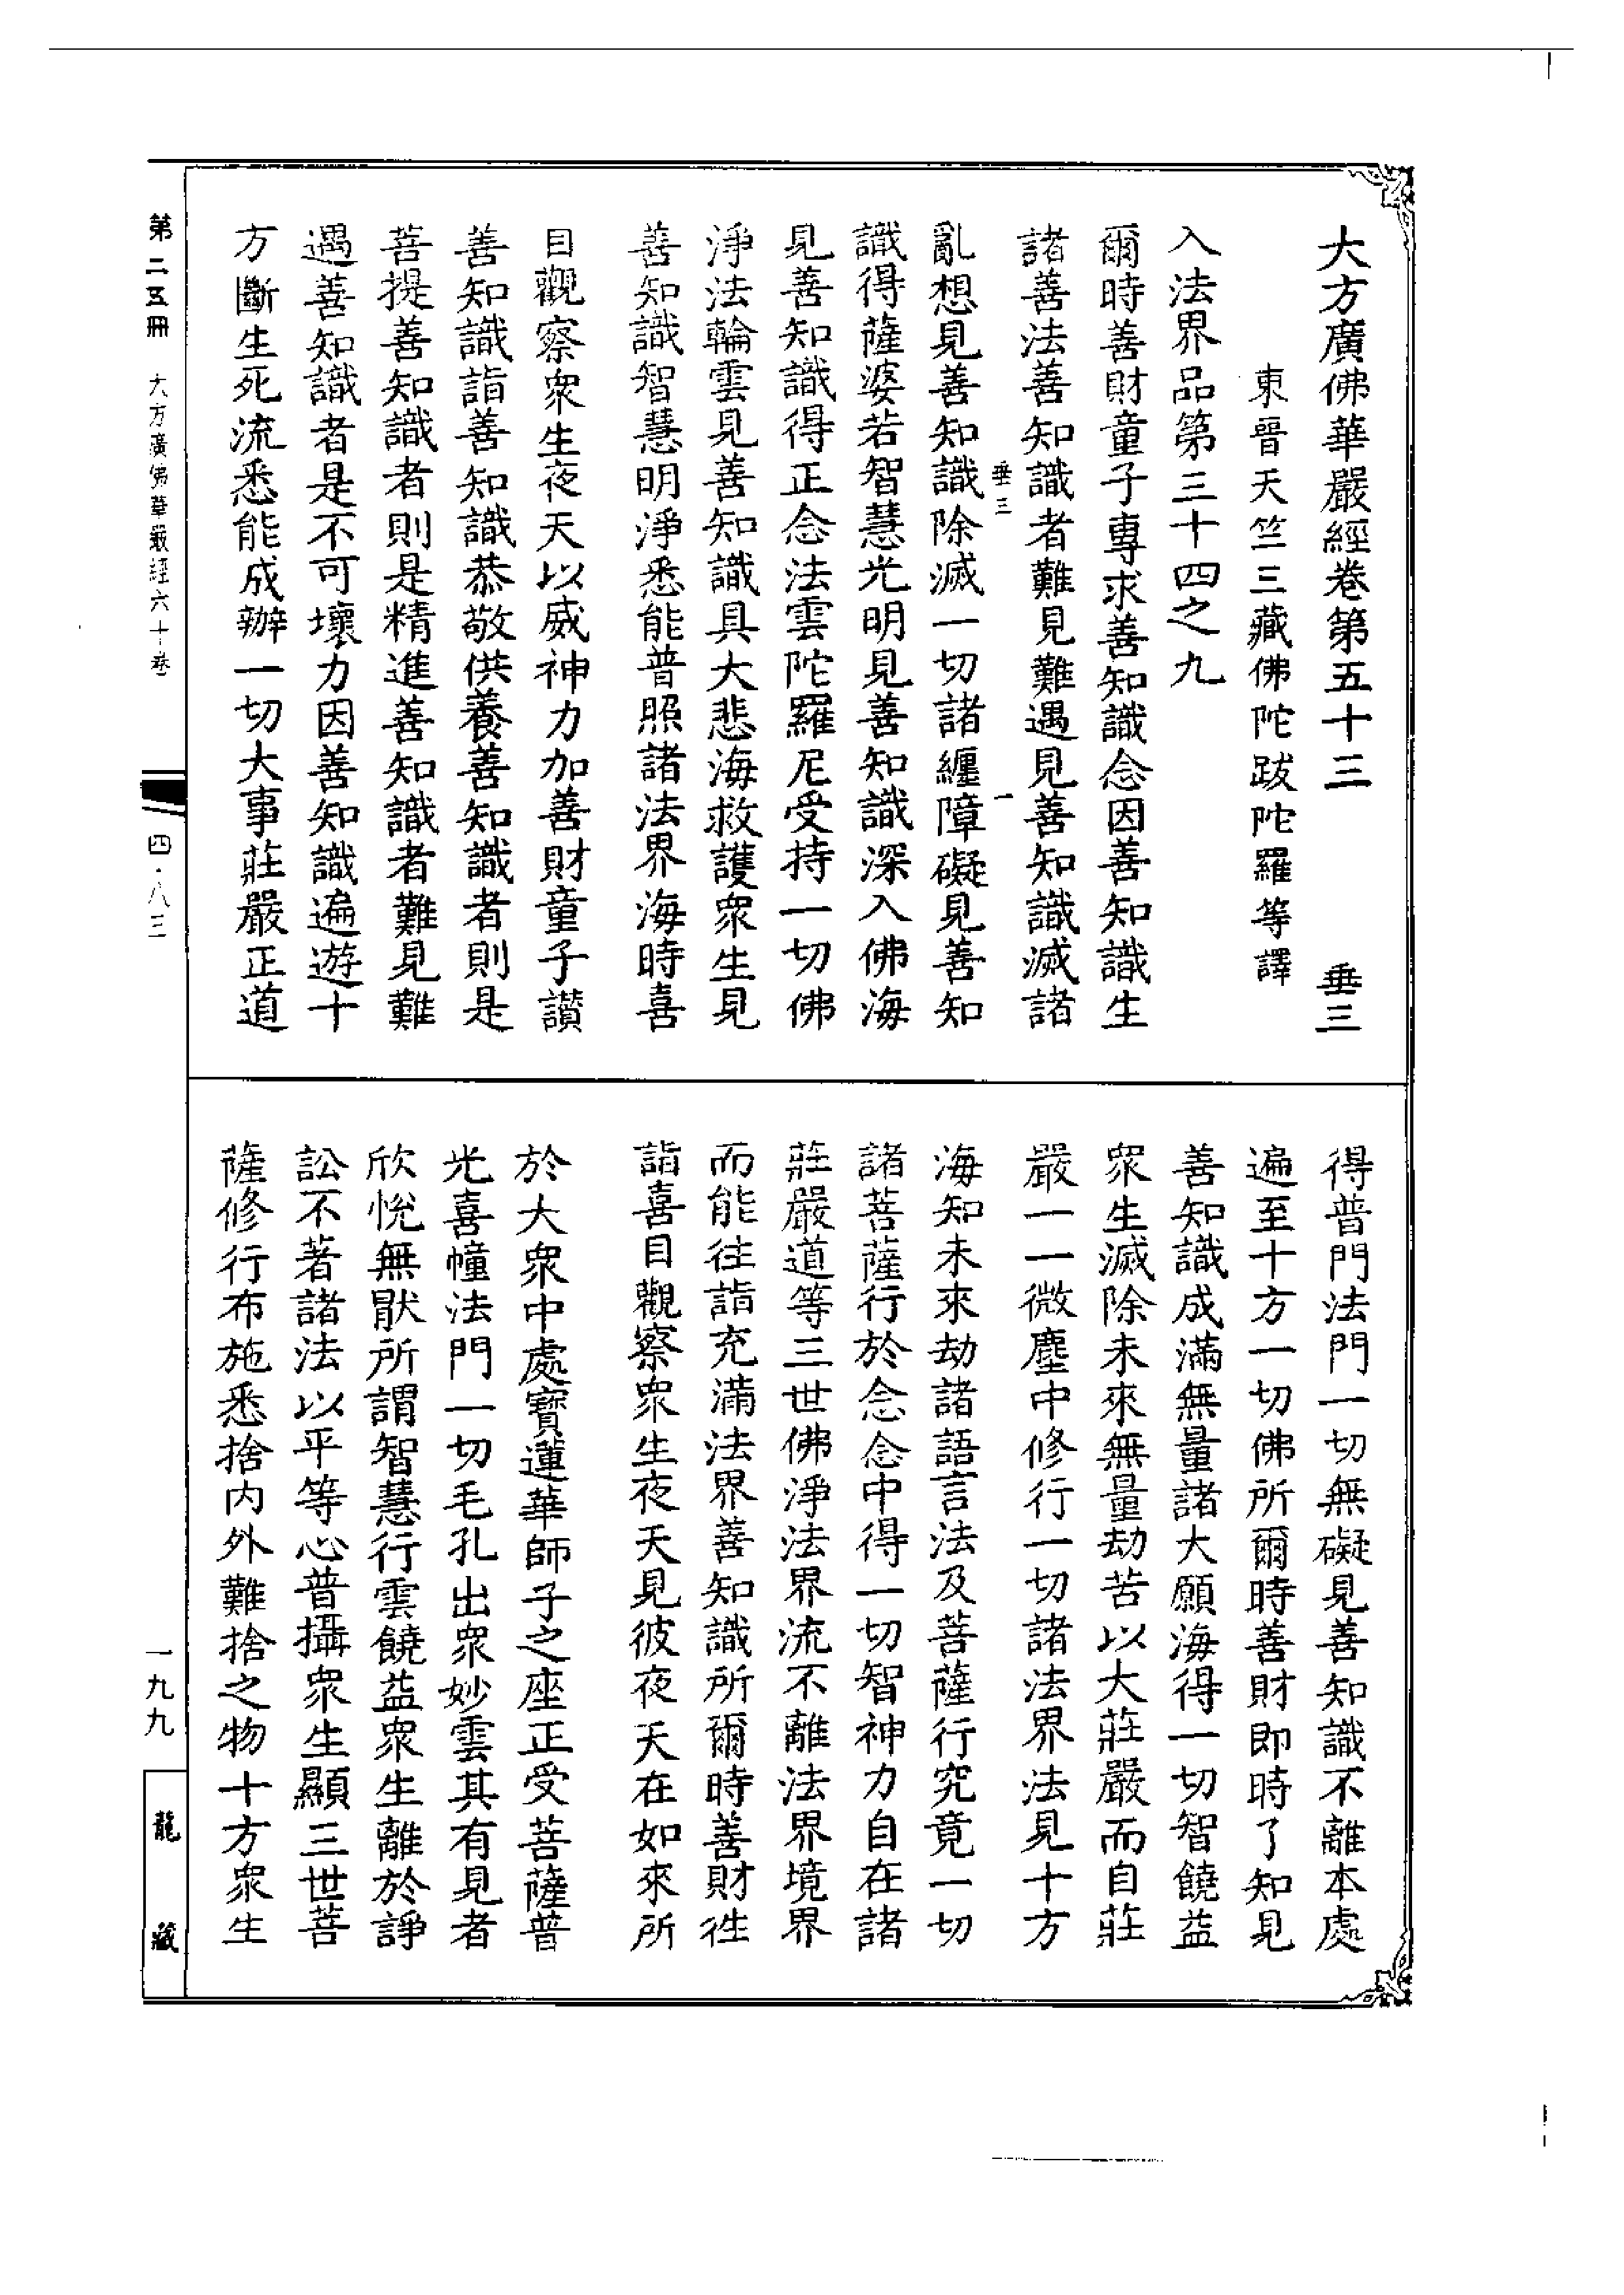 大方廣佛華嚴經卷第五十三 垂三
東晉天竺三藏佛陀跋陀羅等譯
入法界品第三十四之九
爾時善財童子專求善知識念因善知識生
諸善法善知識者難見難遇見善知識滅諸
垂三 一
亂想見善知識除滅一切諸纏障礙見善知
識得薩婆若智慧光明見善知識深入佛海
見善知識得正念法雲陀羅尼受持一切佛
淨法輪雲見善知識具大悲海救護眾生見
善知識智慧明淨悉能普照諸法界海時喜
目觀察眾生夜天以威神力加善財童子讚
善知識詣善知識恭敬供養善知識者則是
菩提善知識者則是精進善知識者難見難
遇善知識者是不可壞力因善知識遍遊十
方斷生死流悉能成辦一切大事莊嚴正道
得普門法門一切無礙見善知識不離本處
遍至十方一切佛所爾時善財即時了知見
善知識成滿無量諸大願海得一切智饒益
眾生滅除未來無量劫苦以大莊嚴而自莊
嚴一一微塵中修行一切諸法界法見十方
海知未來劫諸語言法及菩薩行究竟一切
諸菩薩行於念念中得一切智神力自在諸
莊嚴道等三世佛淨法界流不離法界境界
而能往詣充滿法界善知識所爾時善財往
詣喜目觀察眾生夜天見彼夜天在如來所
於大眾中處寶蓮華師子之座正受菩薩普
光喜幢法門一切毛孔出眾妙雲其有見者
欣悅無猒所謂智慧行雲饒益眾生離於諍
訟不著諸法以平等心普攝眾生顯三世菩
薩修行布施悉捨內外難捨之物十方眾生
第二五冊 大方廣佛華嚴經六十卷
四·八三
一九九
龍藏